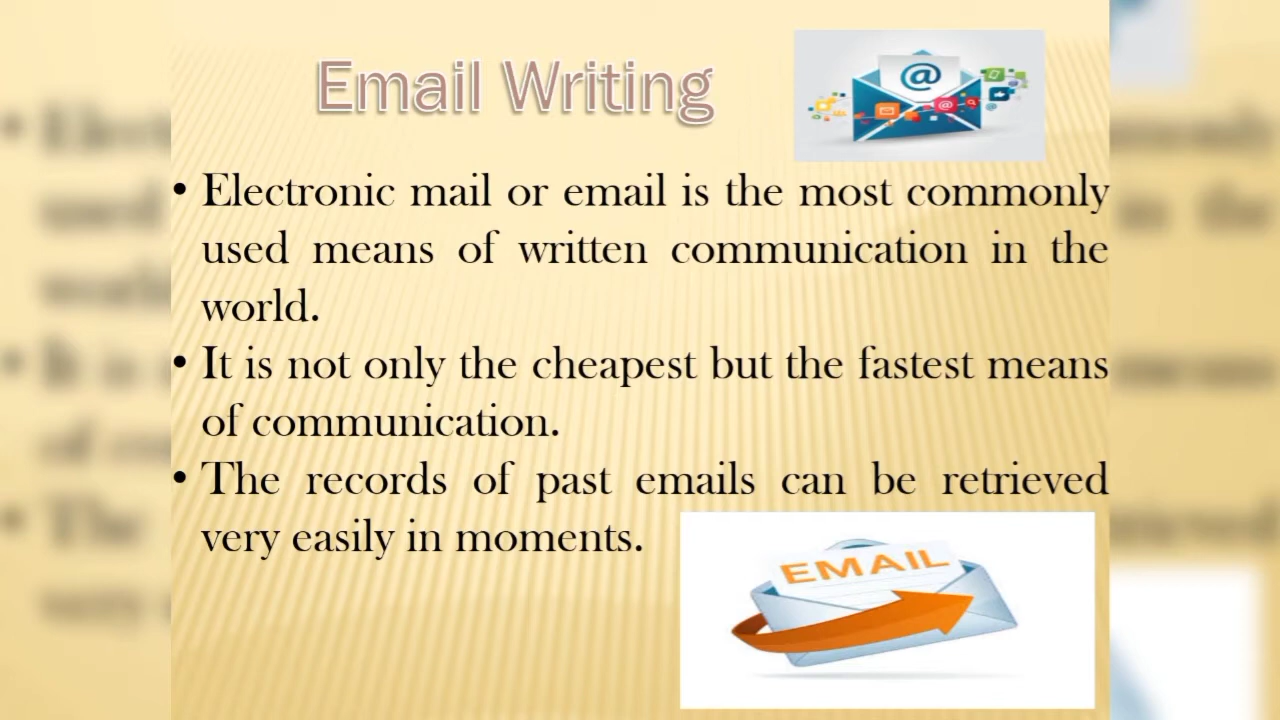 Email Writing
@
@
• Electronic mail or email is the most commonly
used means of written communication in the
world.
• It is not only the cheapest but the fastest means
of communication.
• The records of past emails can be retrieved
very easily in moments.
EMAIL